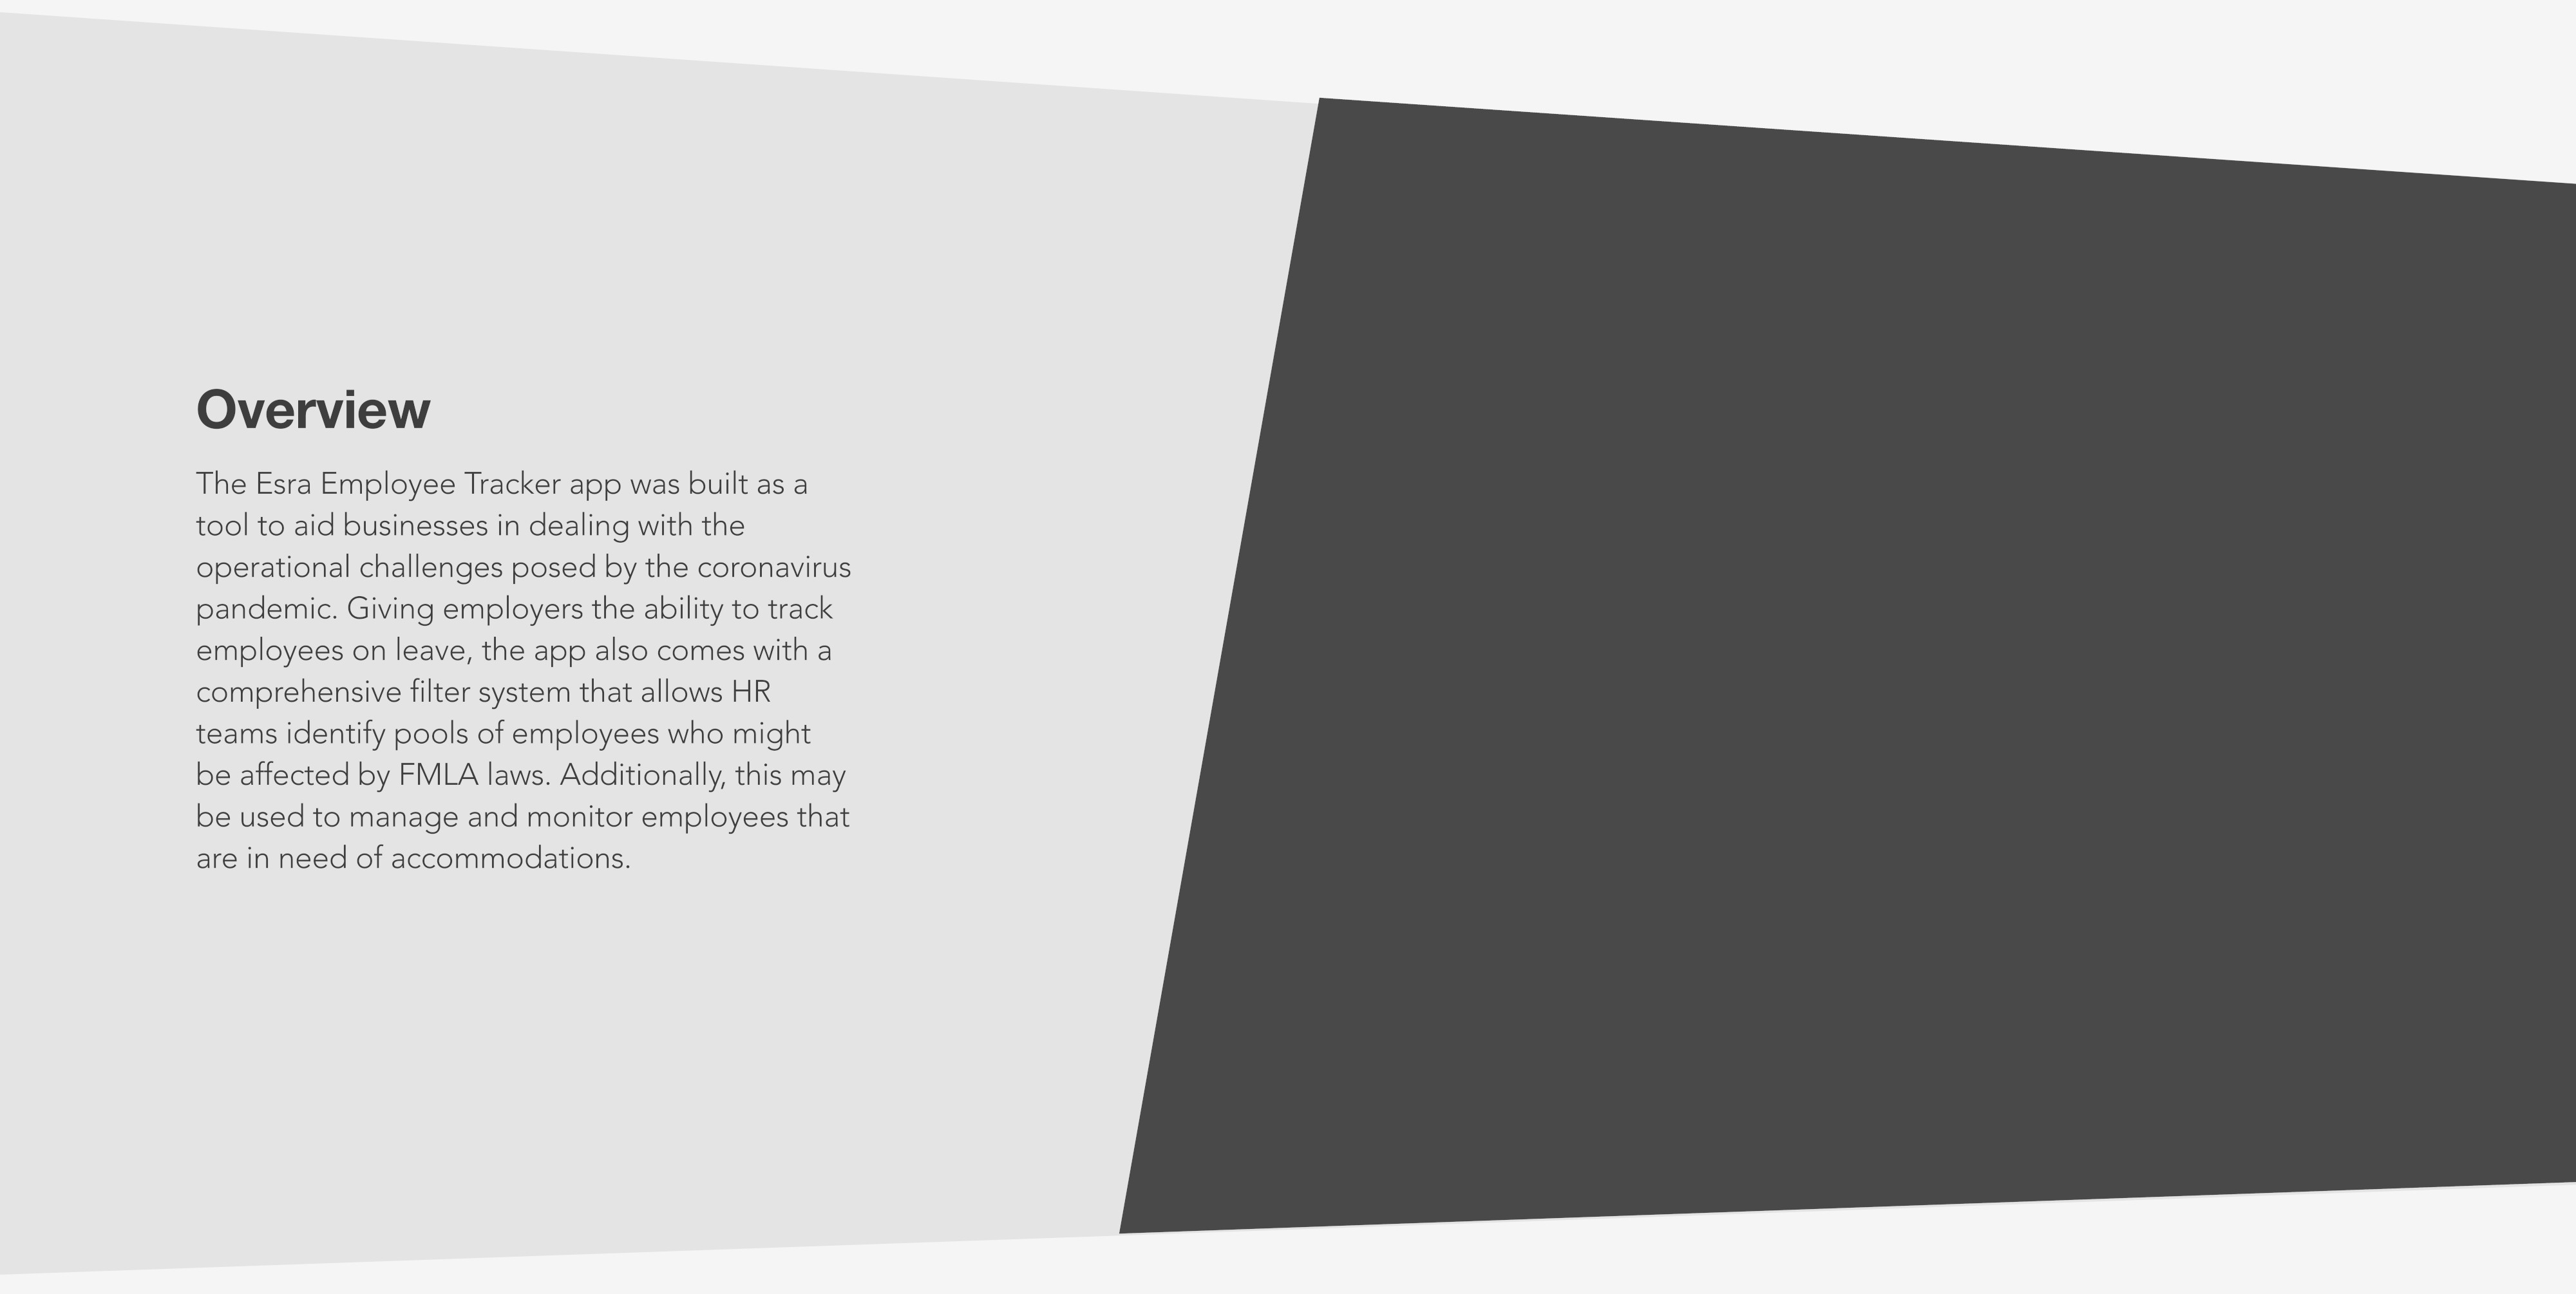 Overview
The Esra Employee Tracker app was built as a
tool to aid businesses in dealing with the
operational challenges posed by the coronavirus
pandemic. Giving employers the ability to track
employees on leave, the app also comes with a
comprehensive filter system that allows HR
teams identify pools of employees who might
be affected by FMLA laws. Additionally, this may
be used to manage and monitor employees that
are in need of accommodations.